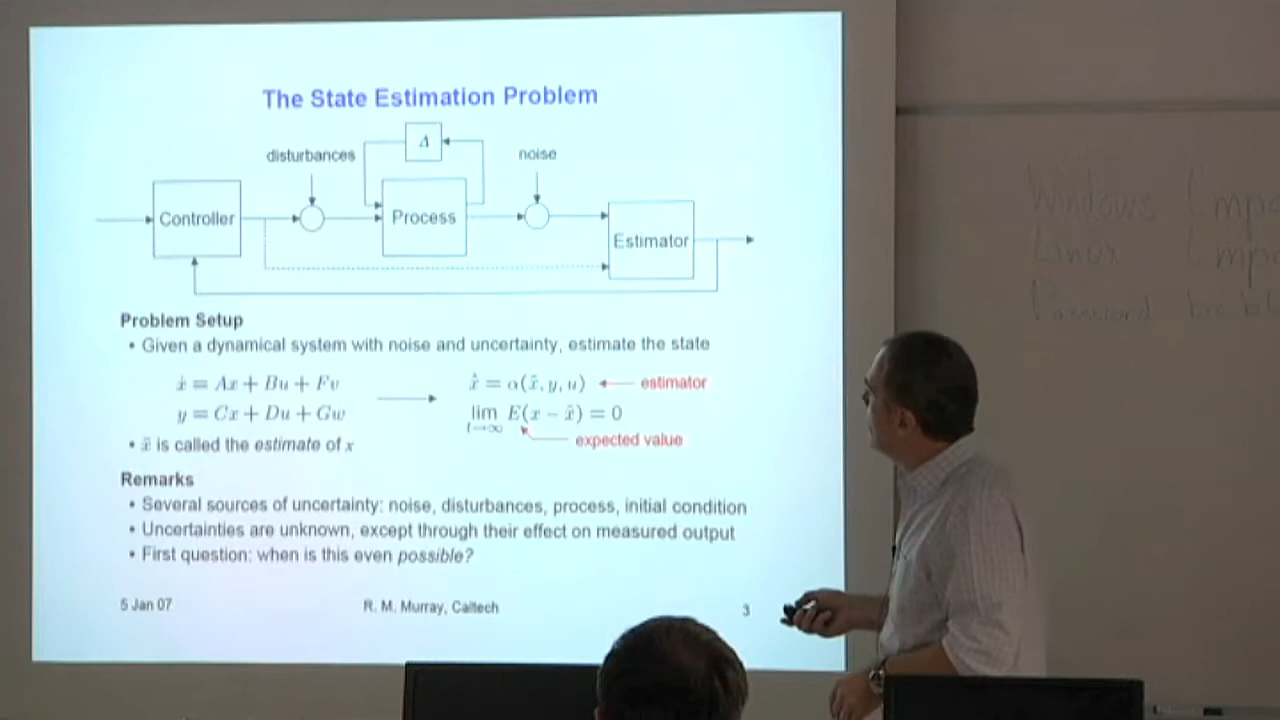 The State Estimation Problem
disturbances
Δ
noise
Controller
Process
Estimator
Problem Setup
• Given a dynamical system with noise and uncertainty, estimate the state
ẋ = Ax + Bu + Fv
y = Cx + Du + Gw
x̂̇ = α(x̂, y, u) estimator
lim E(x − x̂) = 0
t→∞
expected value
• x̂ is called the estimate of x
Remarks
• Several sources of uncertainty: noise, disturbances, process, initial condition
• Uncertainties are unknown, except through their effect on measured output
• First question: when is this even possible?
5 Jan 07 R. M. Murray, Caltech 3
Windows
Linux
Password